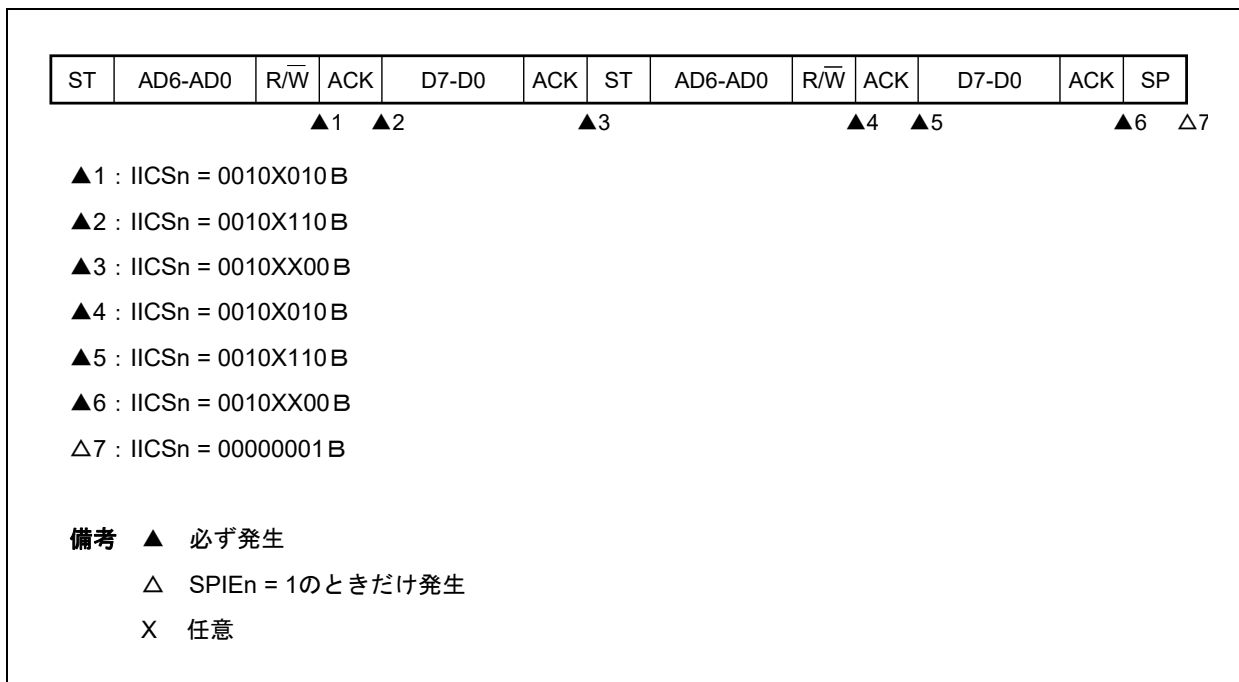 ST AD6-AD0 R/W̅ ACK D7-D0 ACK ST AD6-AD0 R/W̅ ACK D7-D0 ACK SP
▲1 ▲2 ▲3 ▲4 ▲5 ▲6 △7
▲1 : IICSn = 0010X010B
▲2 : IICSn = 0010X110B
▲3 : IICSn = 0010XX00B
▲4 : IICSn = 0010X010B
▲5 : IICSn = 0010X110B
▲6 : IICSn = 0010XX00B
△7 : IICSn = 00000001B
備考 ▲ 必ず発生
△ SPIEn = 1のときだけ発生
X 任意